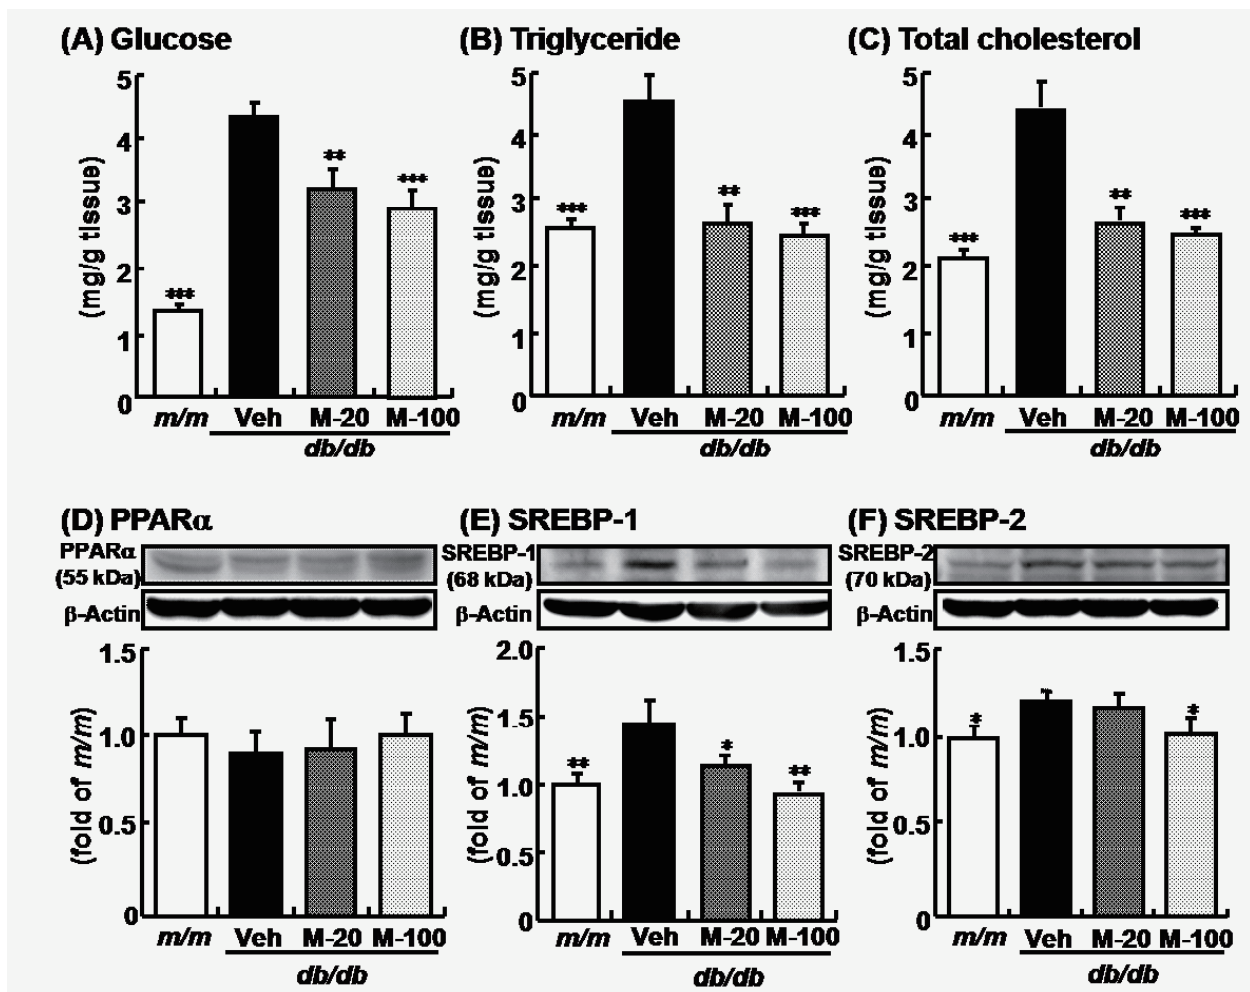 (A) Glucose
5
4
3
2
1
0
(mg/g tissue)
***
**
***
m/m Veh M-20 M-100
db/db
(B) Triglyceride
5
4
3
2
1
0
(mg/g tissue)
***
**
***
m/m Veh M-20 M-100
db/db
(C) Total cholesterol
5
4
3
2
1
0
(mg/g tissue)
***
**
***
m/m Veh M-20 M-100
db/db
(D) PPARα
PPARα
(55 kDa)
β-Actin
1.5
1.0
0.5
0
(fold of m/m)
m/m Veh M-20 M-100
db/db
(E) SREBP-1
SREBP-1
(68 kDa)
β-Actin
2.0
1.5
1.0
0.5
0
(fold of m/m)
**
*
**
m/m Veh M-20 M-100
db/db
(F) SREBP-2
SREBP-2
(70 kDa)
β-Actin
1.5
1.0
0.5
0
(fold of m/m)
*
*
m/m Veh M-20 M-100
db/db